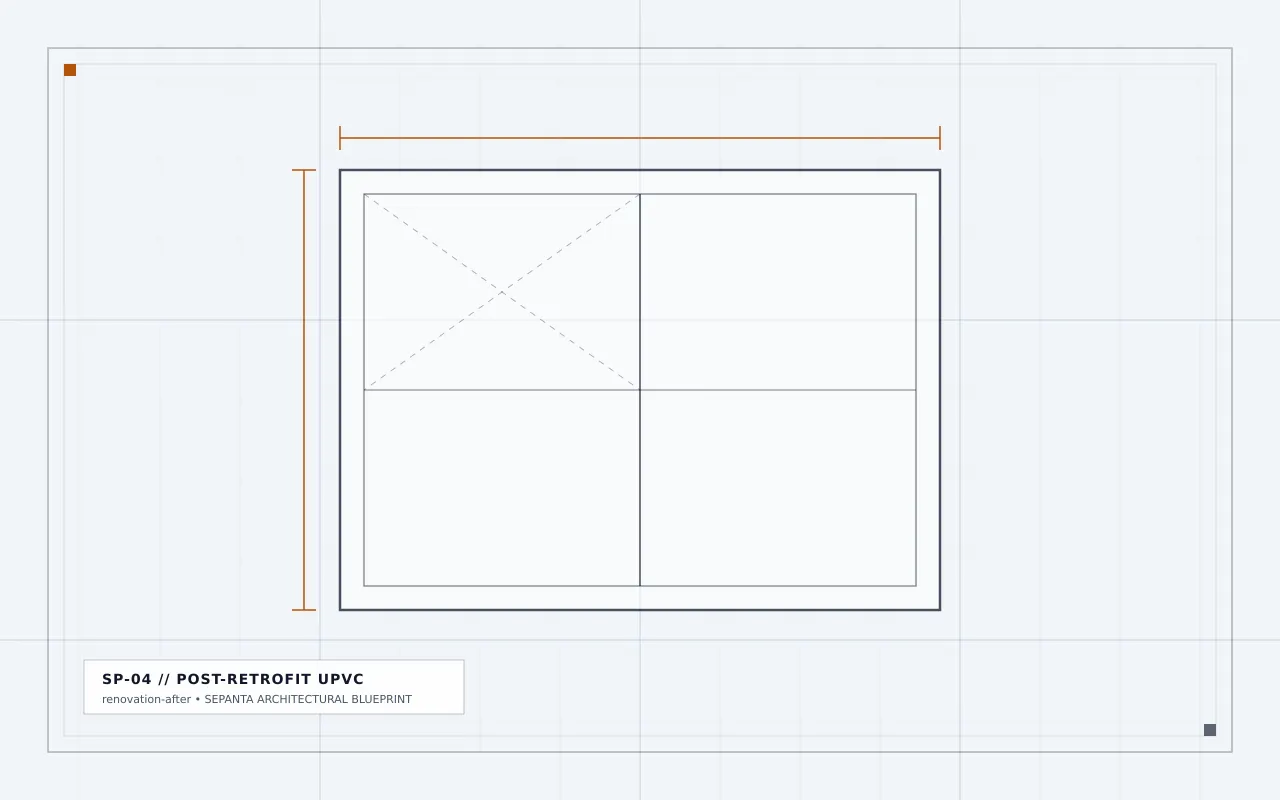 SP-04 // POST-RETROFIT UPVC
renovation-after • SEPANTA ARCHITECTURAL BLUEPRINT